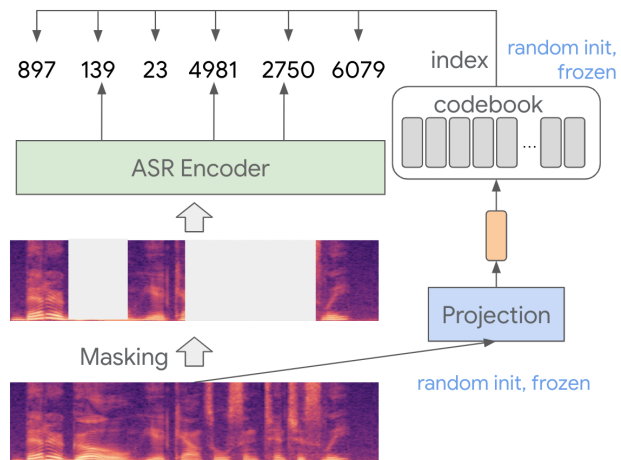 897 139 23 4981 2750 6079
index
random init,
frozen
codebook
...
ASR Encoder
Projection
Masking
random init, frozen